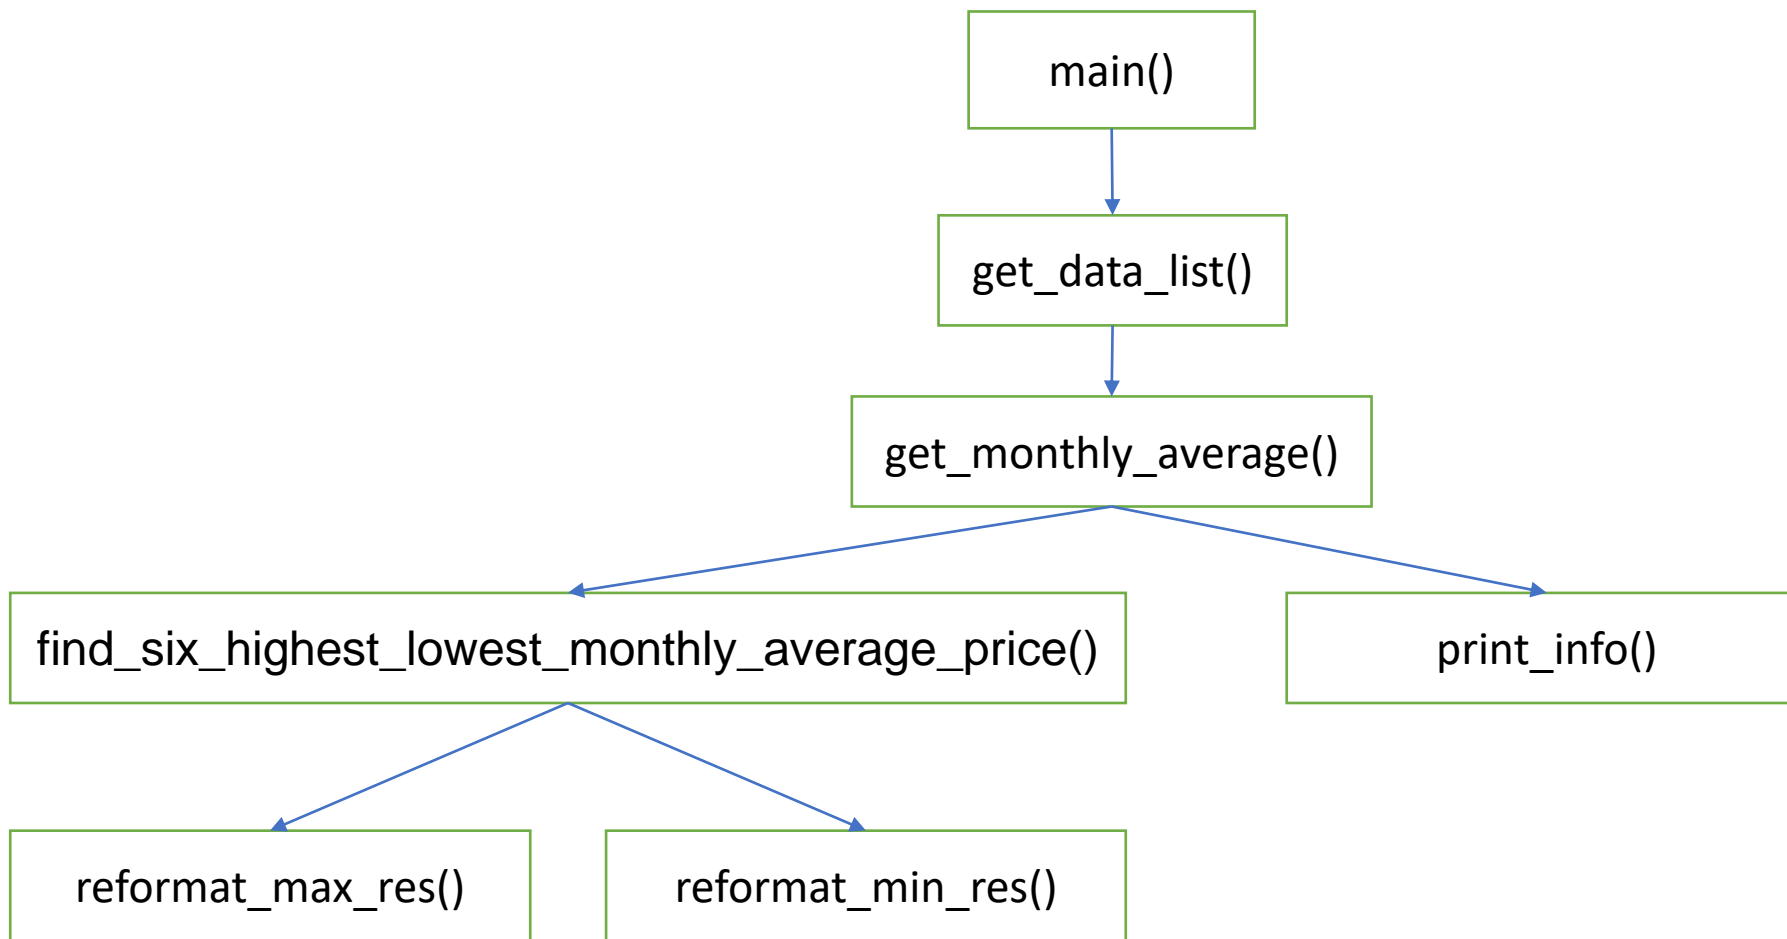 main()
get_data_list()
get_monthly_average()
find_six_highest_lowest_monthly_average_price()
print_info()
reformat_max_res()
reformat_min_res()